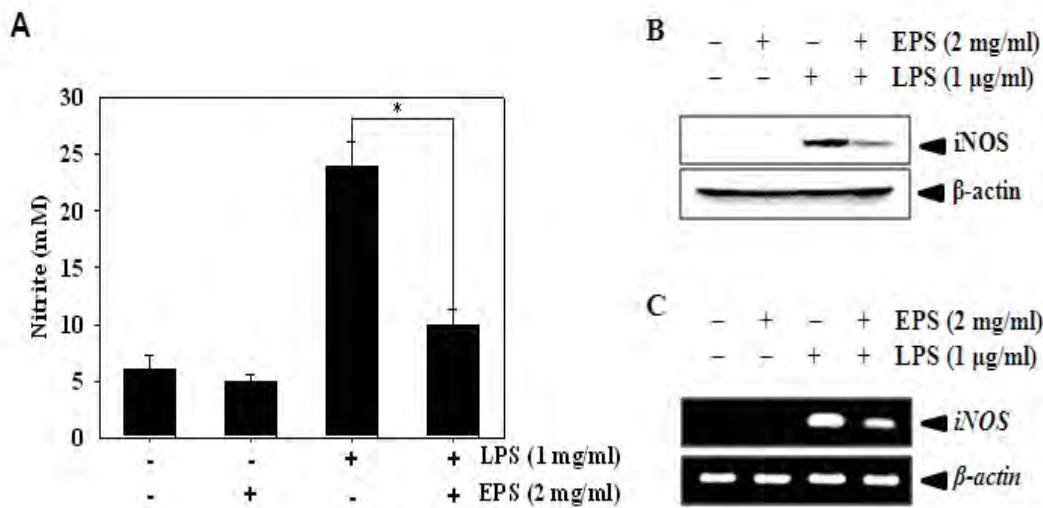 A
30
25
20
15
10
5
0
Nitrite (mM)
*
- - + + LPS (1 mg/ml)
- + - + EPS (2 mg/ml)
B
– + – + EPS (2 mg/ml)
– – + + LPS (1 µg/ml)
iNOS
β-actin
C
– + – + EPS (2 mg/ml)
– – + + LPS (1 µg/ml)
iNOS
β-actin